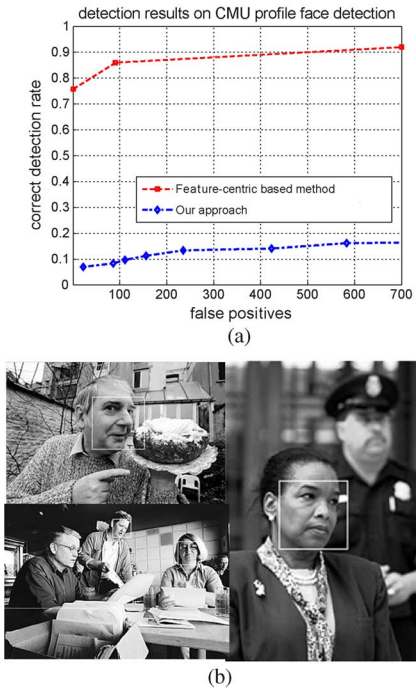 detection results on CMU profile face detection
1
0.9
0.8
0.7
0.6
0.5
0.4
0.3
0.2
0.1
0
correct detection rate
Feature-centric based method
Our approach
100 200 300 400 500 600 700
false positives
(a)
(b)